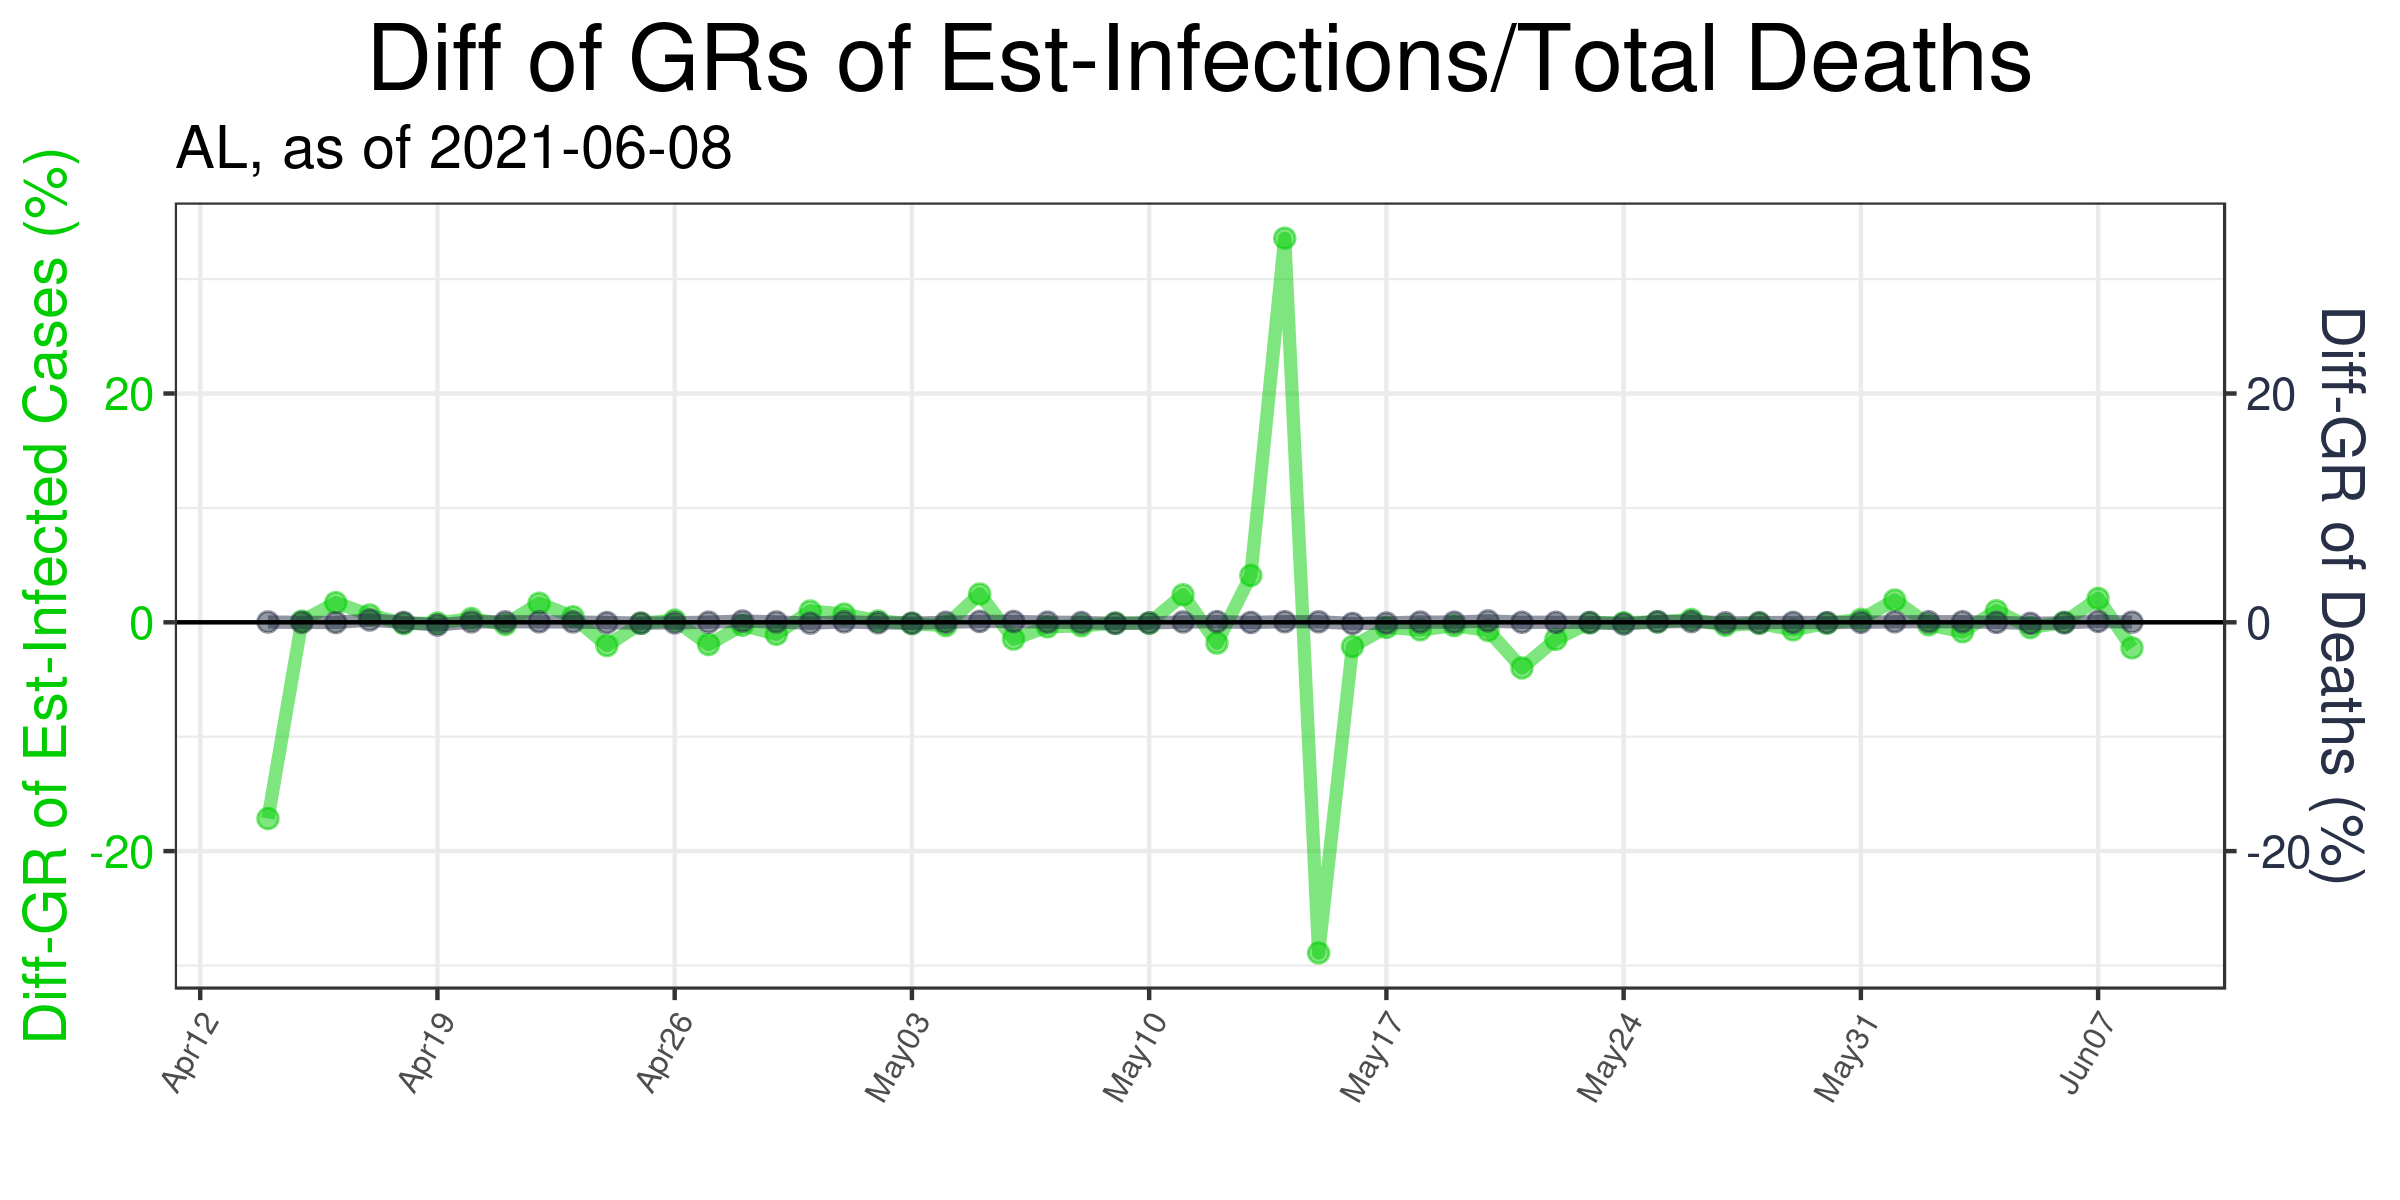 Diff of GRs of Est-Infections/Total Deaths
AL, as of 2021-06-08
Diff-GR of Est-Infected Cases (%)
20
0
-20
20
0
-20
Diff-GR of Deaths (%)
Apr12
Apr19
Apr26
May03
May10
May17
May24
May31
Jun07